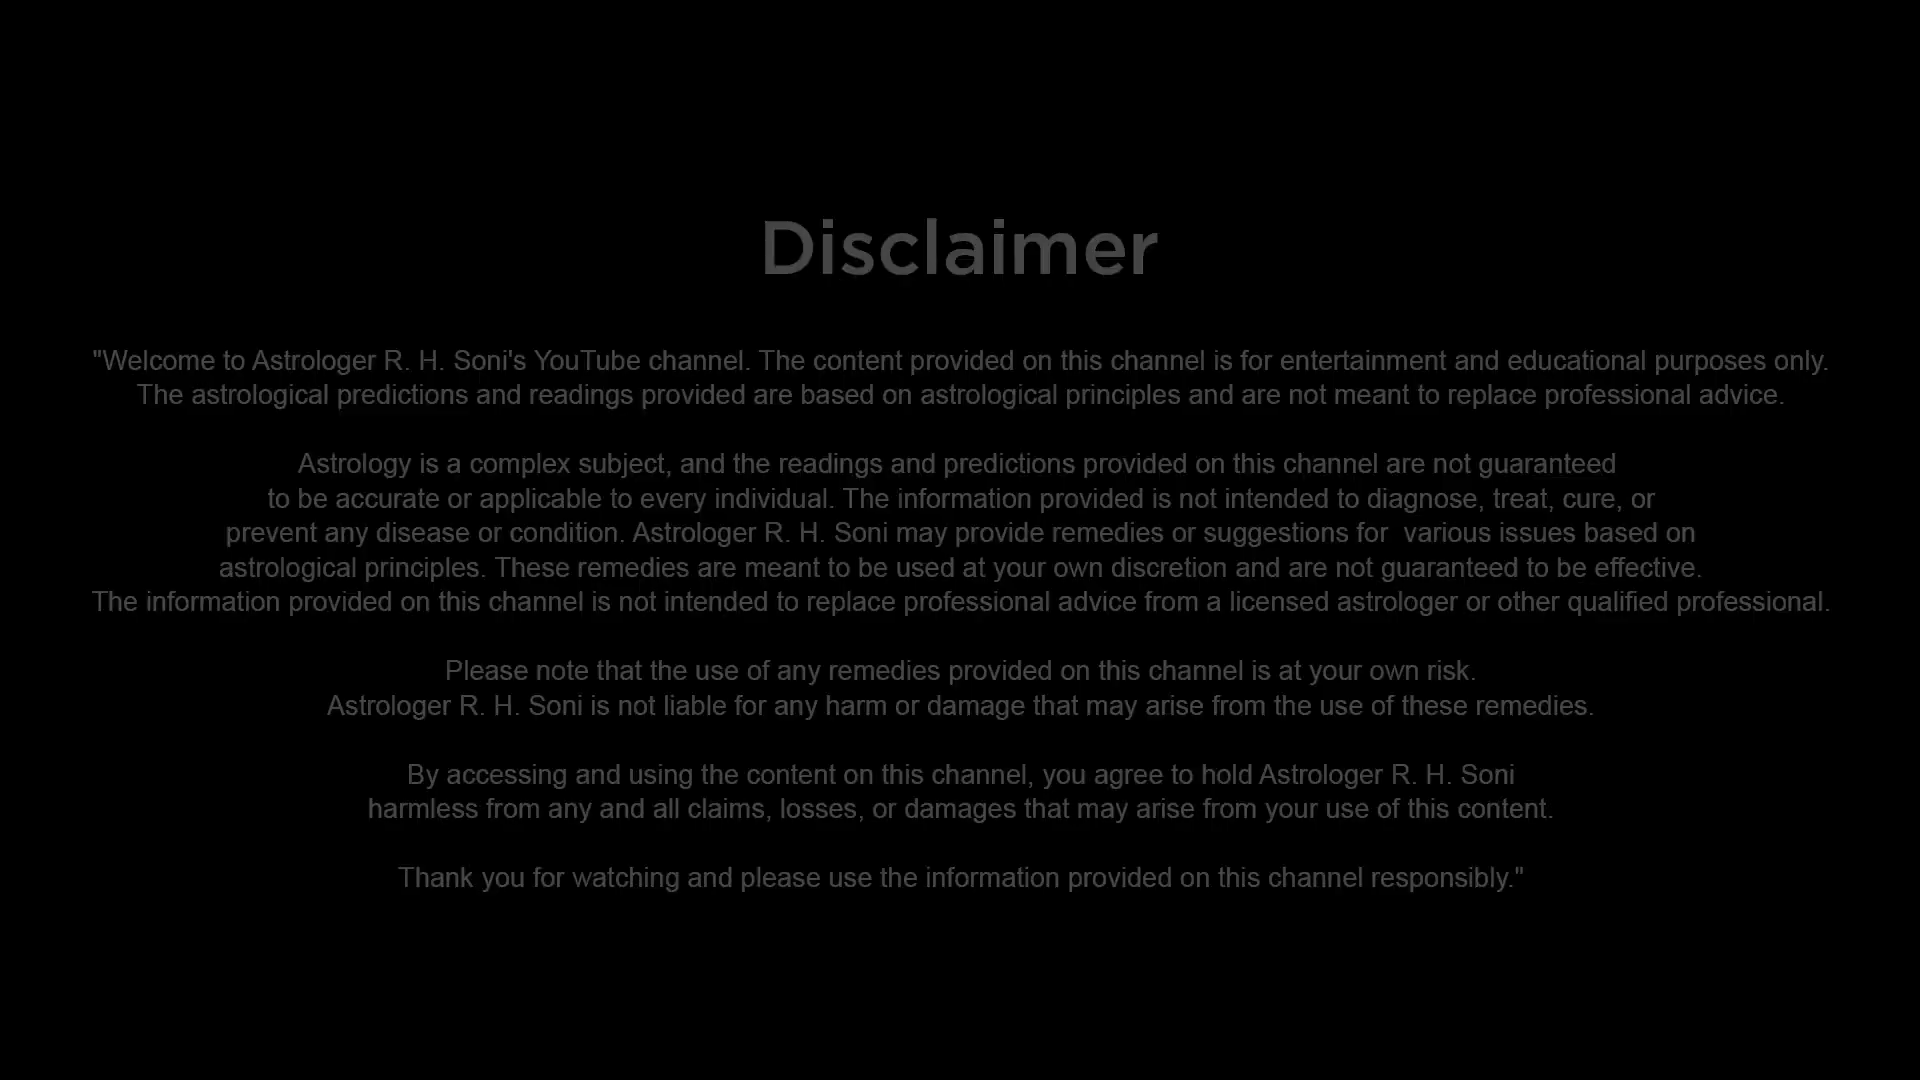 Disclaimer
"Welcome to Astrologer R. H. Soni's YouTube channel. The content provided on this channel is for entertainment and educational purposes only.
The astrological predictions and readings provided are based on astrological principles and are not meant to replace professional advice.
Astrology is a complex subject, and the readings and predictions provided on this channel are not guaranteed
to be accurate or applicable to every individual. The information provided is not intended to diagnose, treat, cure, or
prevent any disease or condition. Astrologer R. H. Soni may provide remedies or suggestions for  various issues based on
astrological principles. These remedies are meant to be used at your own discretion and are not guaranteed to be effective.
The information provided on this channel is not intended to replace professional advice from a licensed astrologer or other qualified professional.
Please note that the use of any remedies provided on this channel is at your own risk.
Astrologer R. H. Soni is not liable for any harm or damage that may arise from the use of these remedies.
By accessing and using the content on this channel, you agree to hold Astrologer R. H. Soni
harmless from any and all claims, losses, or damages that may arise from your use of this content.
Thank you for watching and please use the information provided on this channel responsibly."